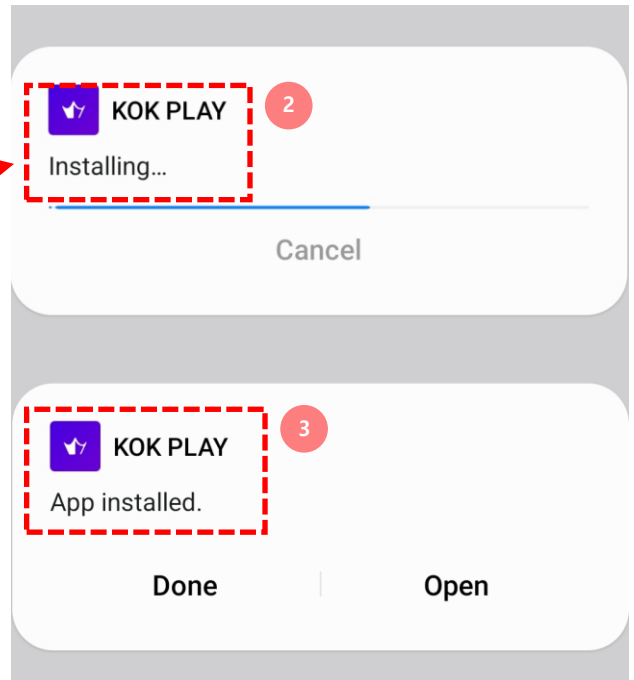 KOK PLAY
2
Installing...
Cancel
KOK PLAY
3
App installed.
Done
Open